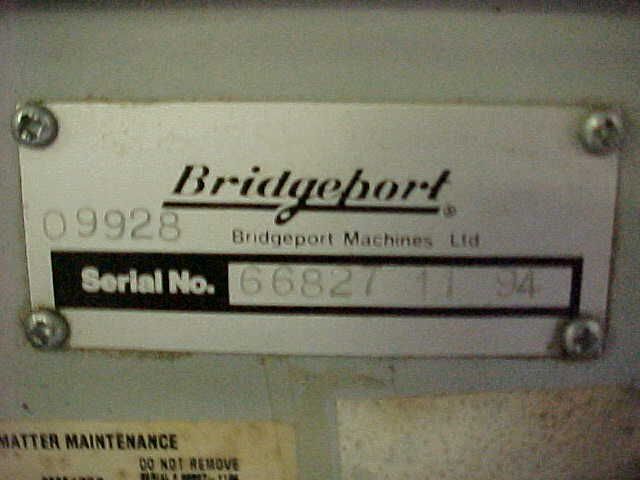 Bridgeport®
09928
Bridgeport Machines Ltd
Serial No. 66827 11 94
MATTER MAINTENANCE
DO NOT REMOVE